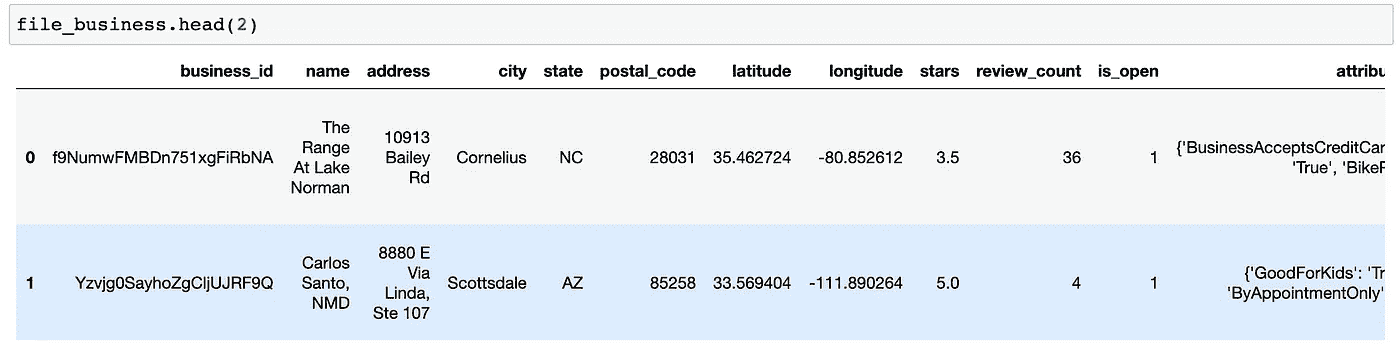 file_business.head(2)
business_id name address city state postal_code latitude longitude stars review_count is_open attribu
0 f9NumwFMBDn751xgFiRbNA The Range At Lake Norman 10913 Bailey Rd Cornelius NC 28031 35.462724 -80.852612 3.5 36 1 {'BusinessAcceptsCreditCar 'True', 'BikeF
1 Yzvjg0SayhoZgCljUJRF9Q Carlos Santo, NMD 8880 E Via Linda, Ste 107 Scottsdale AZ 85258 33.569404 -111.890264 5.0 4 1 {'GoodForKids': 'Tr 'ByAppointmentOnly'